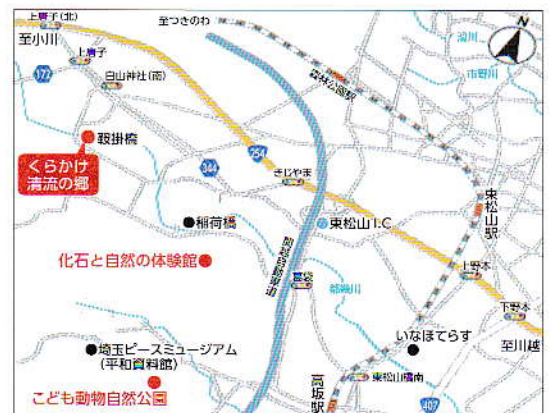 上唐子(北)
至つきのわ
N
至小川
上唐子
滑川
市野川
172
白山神社(南)
森林公園駅
鞍掛橋
くらかけ
清流の郷
254
344
きじやま
東松山駅
稲荷橋
東松山I.C
関越自動車道
化石と自然の体験館
葛袋
都幾川
上野本
下野本
いなほてらす
至川越
埼玉ピースミュージアム
(平和資料館)
こども動物自然公園
高坂駅
東松山橋南
407